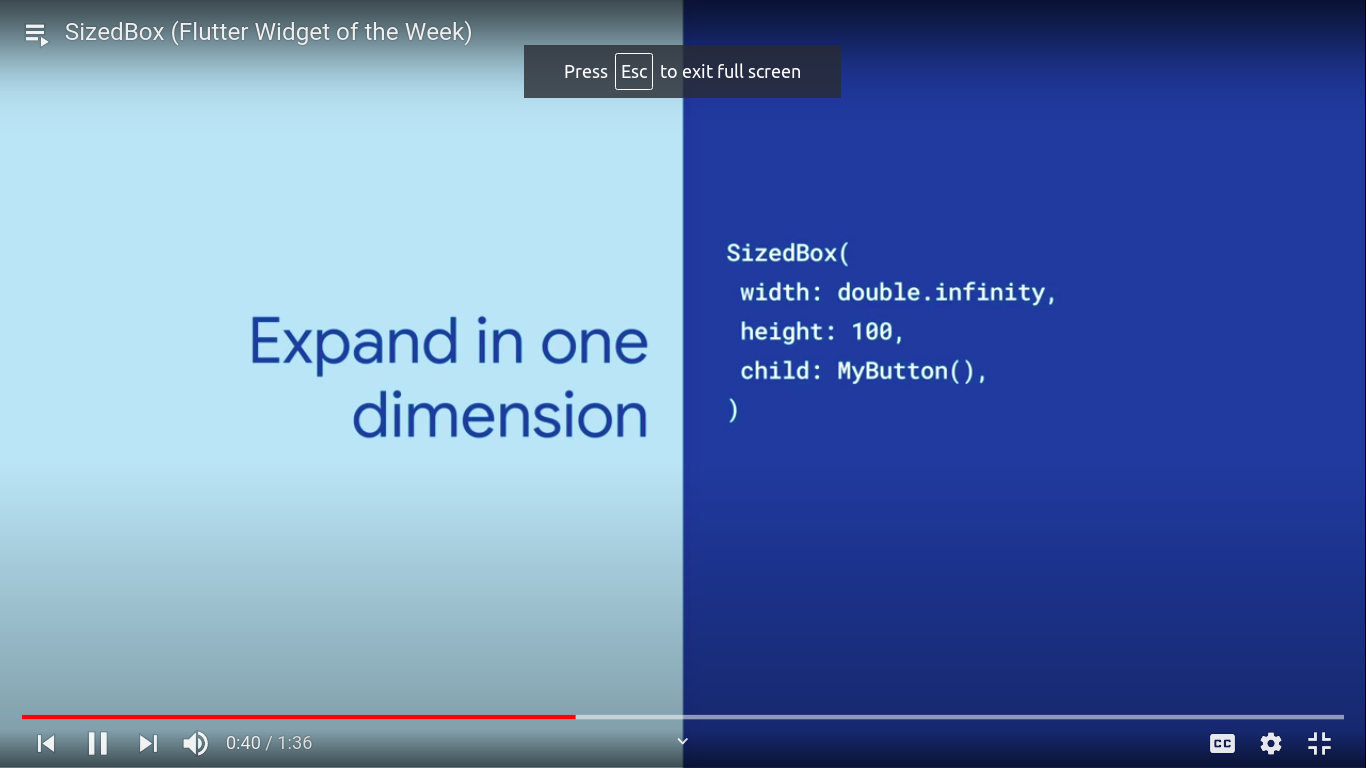 SizedBox (Flutter Widget of the Week)
Press Esc to exit full screen
Expand in one
dimension
SizedBox(
 width: double.infinity,
 height: 100,
 child: MyButton(),
)
0:40 / 1:36
CC